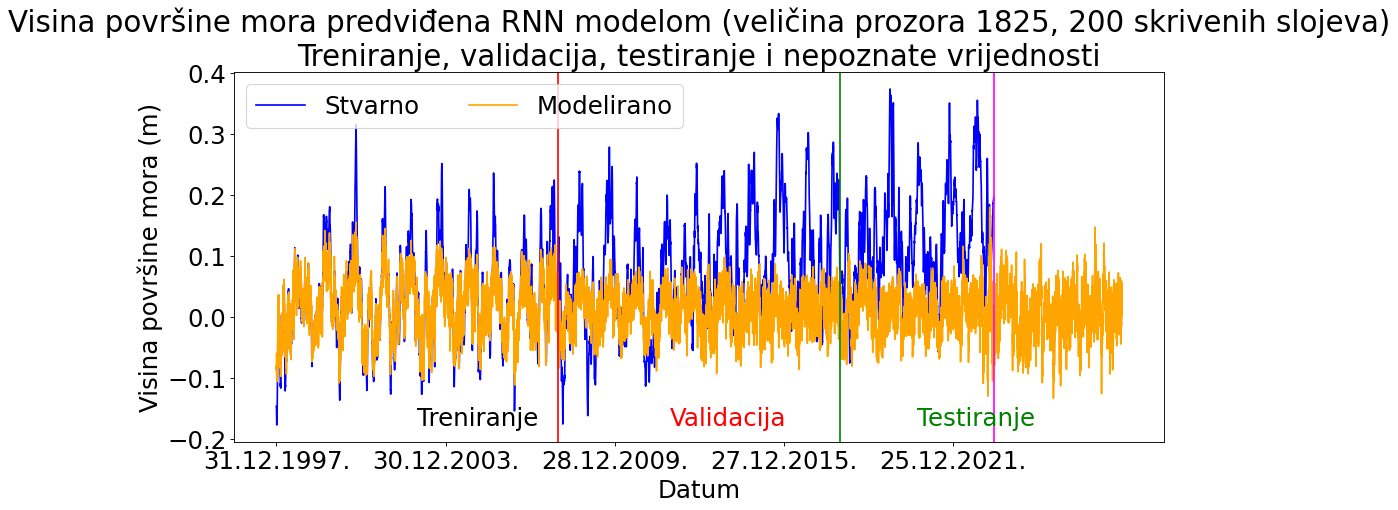 Visina površine mora predviđena RNN modelom (veličina prozora 1825, 200 skrivenih slojeva)
Treniranje, validacija, testiranje i nepoznate vrijednosti
Stvarno
Modelirano
Visina površine mora (m)
0.4
0.3
0.2
0.1
0.0
−0.1
−0.2
Treniranje
Validacija
Testiranje
31.12.1997.
30.12.2003.
28.12.2009.
27.12.2015.
25.12.2021.
Datum